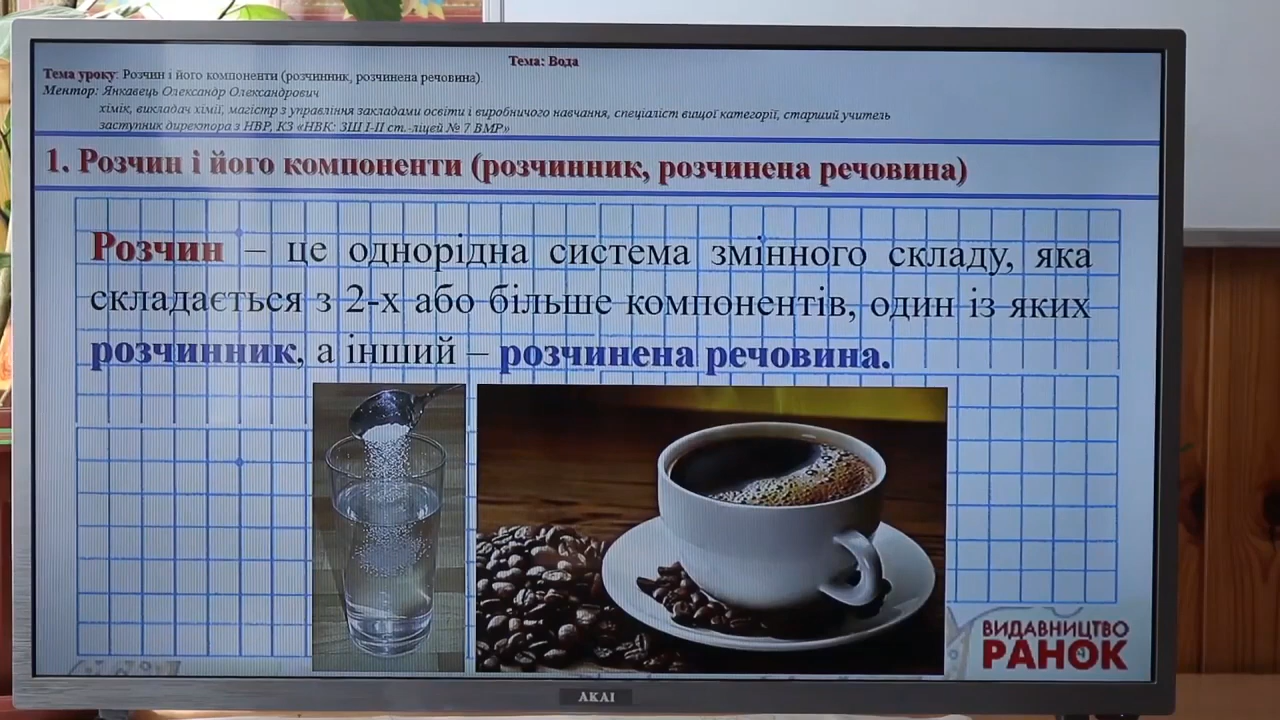 Тема: Вода
Тема уроку: Розчин і його компоненти (розчинник, розчинена речовина).
Ментор: Янкавець Олександр Олександрович
хімік, викладач хімії, магістр з управління закладами освіти і виробничого навчання, спеціаліст вищої категорії, старший учитель
заступник директора з НВР, КЗ «НВК: ЗШ І-ІІ ст.-ліцей № 7 ВМР»
1. Розчин і його компоненти (розчинник, розчинена речовина)
Розчин – це однорідна система змінного складу, яка
складається з 2-х або більше компонентів, один із яких
розчинник, а інший – розчинена речовина.
ВИДАВНИЦТВО
РАНОК
AKAI